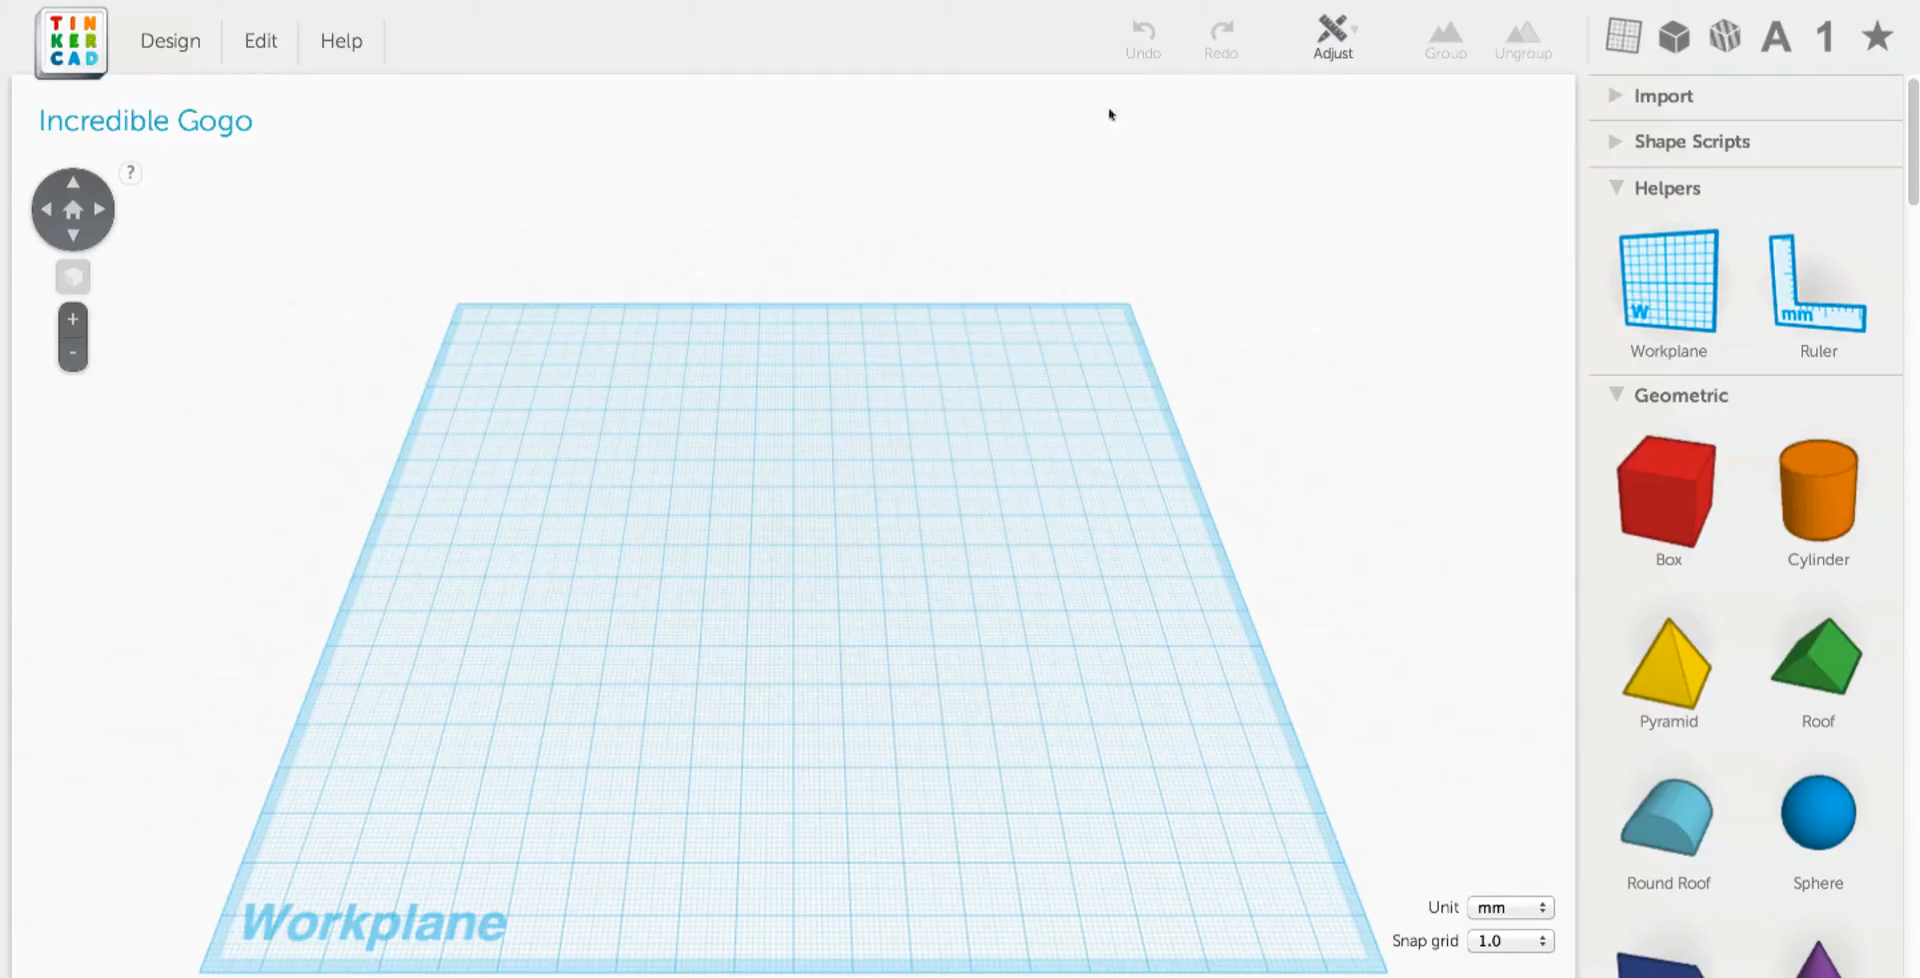 TIN
KER
CAD
Design
Edit
Help
Undo
Redo
Adjust
Group
Ungroup
A
1
Incredible Gogo
?
+
-
Import
Shape Scripts
Helpers
W
mm
Workplane
Ruler
Geometric
Box
Cylinder
Pyramid
Roof
Round Roof
Sphere
Workplane
Unit mm
Snap grid 1.0